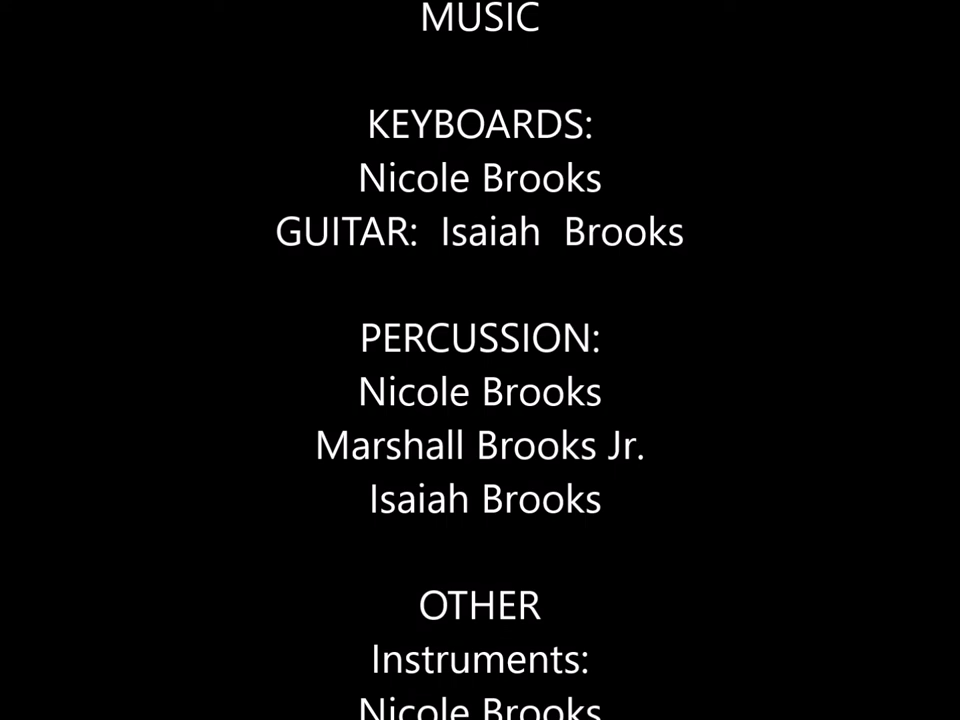 MUSIC
KEYBOARDS:
Nicole Brooks
GUITAR:  Isaiah  Brooks
PERCUSSION:
Nicole Brooks
Marshall Brooks Jr.
Isaiah Brooks
OTHER
Instruments:
Nicole Brooks